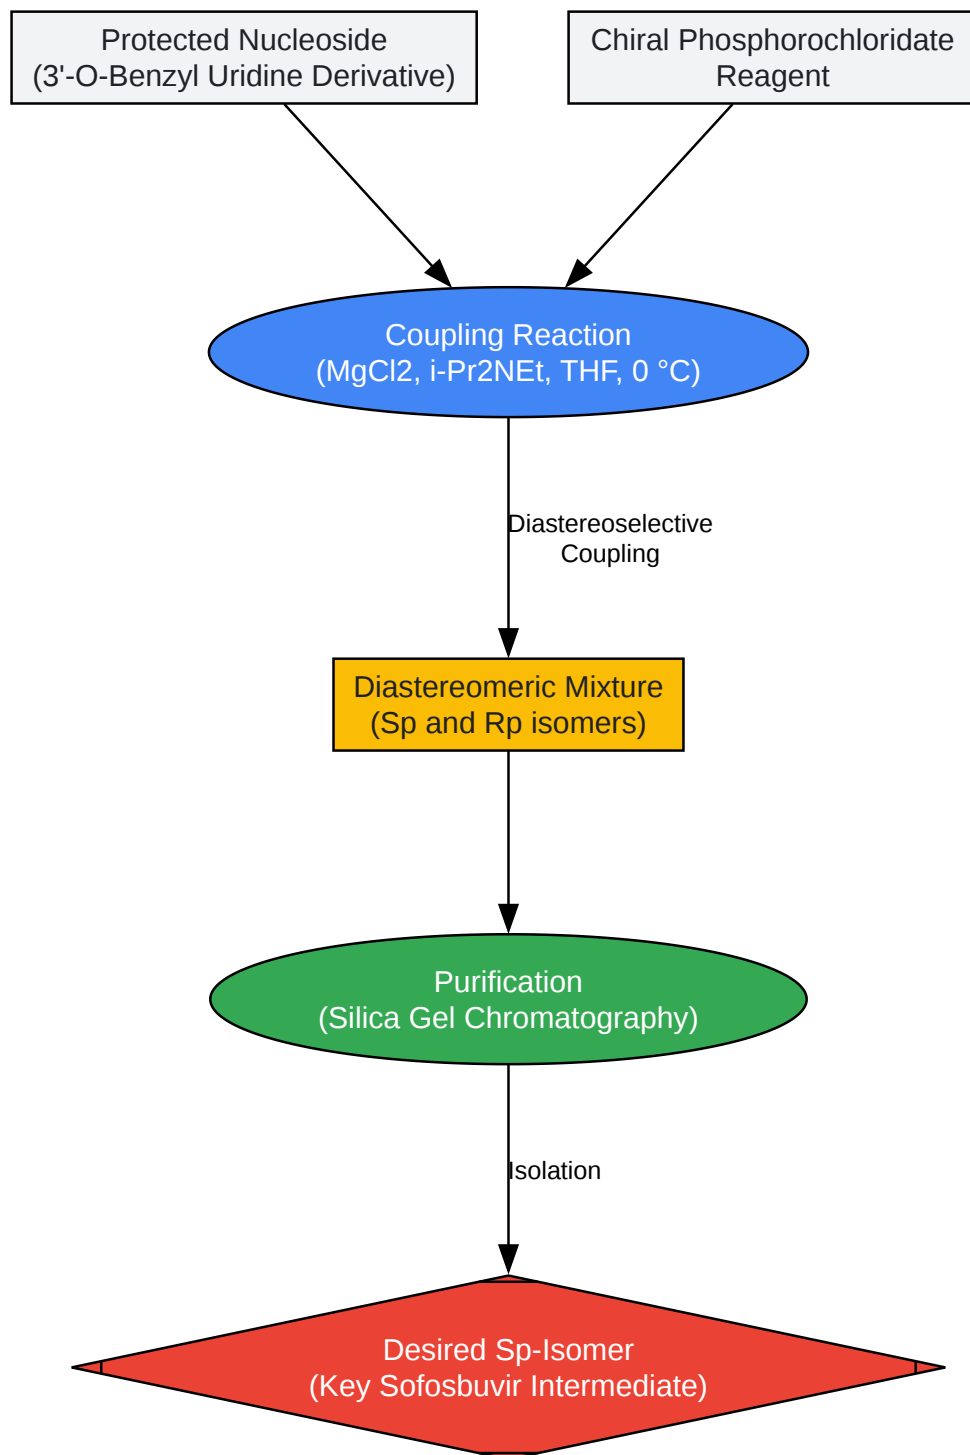 Protected Nucleoside
(3'-O-Benzyl Uridine Derivative)
Chiral Phosphorochloridate
Reagent
Coupling Reaction
(MgCl2, i-Pr2NEt, THF, 0 °C)
Diastereoselective
Coupling
Diastereomeric Mixture
(Sp and Rp isomers)
Purification
(Silica Gel Chromatography)
Isolation
Desired Sp-Isomer
(Key Sofosbuvir Intermediate)